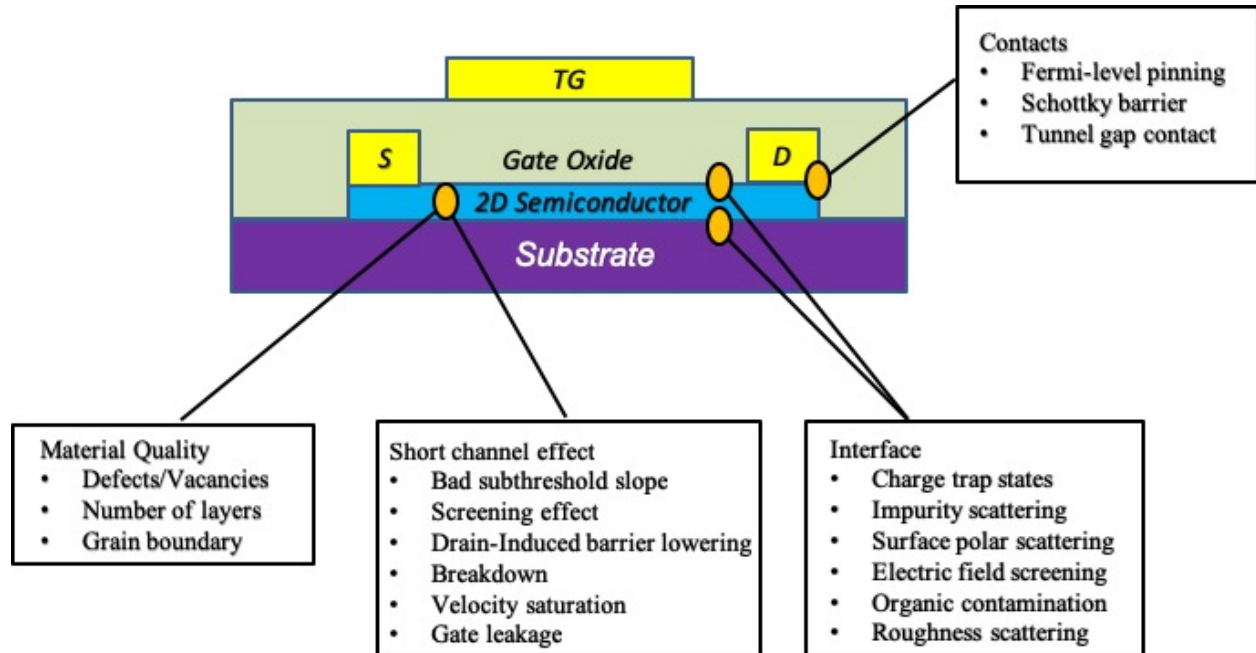 Contacts
• Fermi-level pinning
• Schottky barrier
• Tunnel gap contact
TG
S
Gate Oxide
D
2D Semiconductor
Substrate
Material Quality
• Defects/Vacancies
• Number of layers
• Grain boundary
Short channel effect
• Bad subthreshold slope
• Screening effect
• Drain-Induced barrier lowering
• Breakdown
• Velocity saturation
• Gate leakage
Interface
• Charge trap states
• Impurity scattering
• Surface polar scattering
• Electric field screening
• Organic contamination
• Roughness scattering